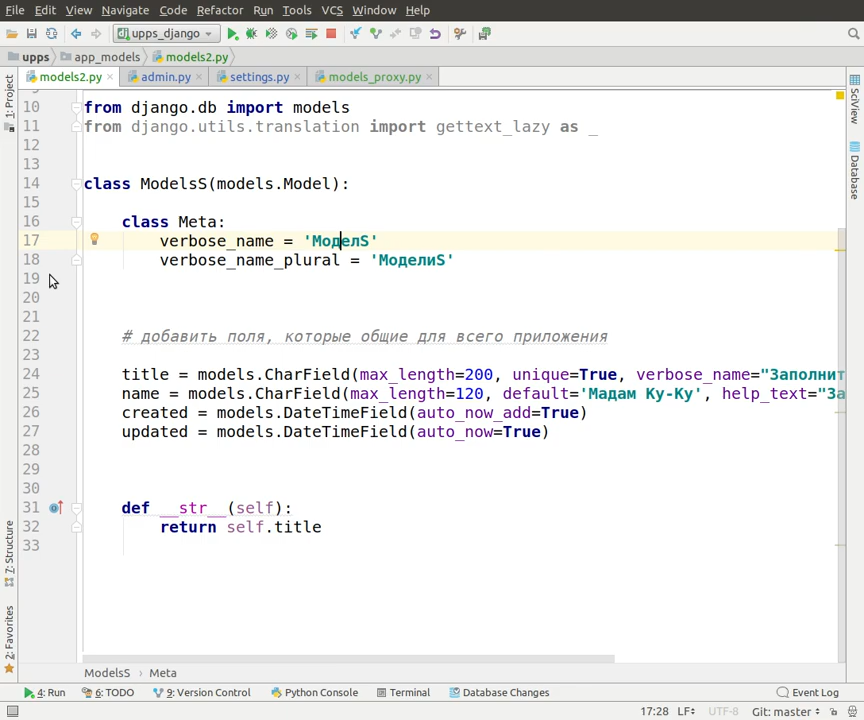 File Edit View Navigate Code Refactor Run Tools VCS Window Help
upps_django
upps app_models models2.py
models2.py admin.py settings.py models_proxy.py
10 from django.db import models
11 from django.utils.translation import gettext_lazy as _
12
13
14 class ModelsS(models.Model):
15
16 class Meta:
17 verbose_name = 'МоделS'
18 verbose_name_plural = 'МоделиS'
19
20
21
22 # добавить поля, которые общие для всего приложения
23
24 title = models.CharField(max_length=200, unique=True, verbose_name="Заполнит
25 name = models.CharField(max_length=120, default='Мадам Ку-Ку', help_text="За
26 created = models.DateTimeField(auto_now_add=True)
27 updated = models.DateTimeField(auto_now=True)
28
29
30
31 def __str__(self):
32 return self.title
33
1: Project
7: Structure
2: Favorites
SciView
Database
ModelsS Meta
4: Run 6: TODO 9: Version Control Python Console Terminal Database Changes Event Log
17:28 LF UTF-8 Git: master